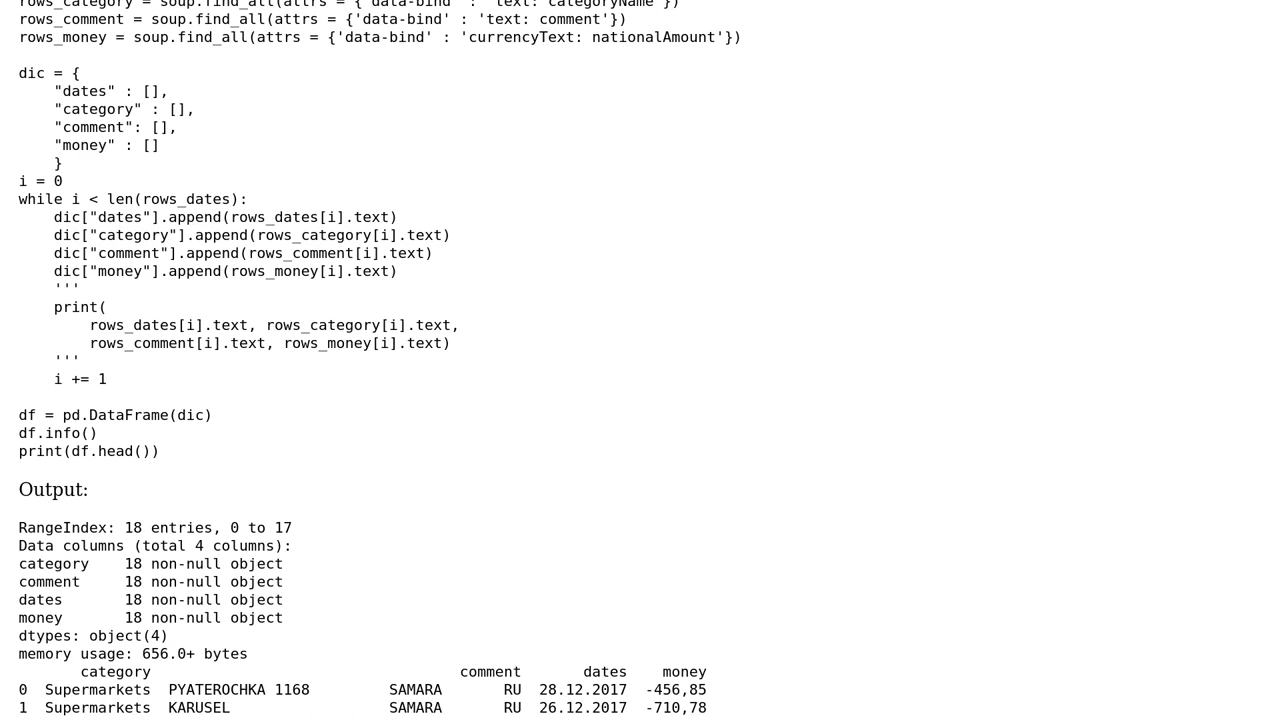 rows_category = soup.find_all(attrs = {'data-bind' : 'text: categoryName'})
rows_comment = soup.find_all(attrs = {'data-bind' : 'text: comment'})
rows_money = soup.find_all(attrs = {'data-bind' : 'currencyText: nationalAmount'})
dic = {
    "dates" : [],
    "category" : [],
    "comment": [],
    "money" : []
    }
i = 0
while i < len(rows_dates):
    dic["dates"].append(rows_dates[i].text)
    dic["category"].append(rows_category[i].text)
    dic["comment"].append(rows_comment[i].text)
    dic["money"].append(rows_money[i].text)
    '''
    print(
        rows_dates[i].text, rows_category[i].text,
        rows_comment[i].text, rows_money[i].text)
    '''
    i += 1
df = pd.DataFrame(dic)
df.info()
print(df.head())
Output:
RangeIndex: 18 entries, 0 to 17
Data columns (total 4 columns):
category    18 non-null object
comment     18 non-null object
dates       18 non-null object
money       18 non-null object
dtypes: object(4)
memory usage: 656.0+ bytes
       category                                   comment       dates    money
0  Supermarkets  PYATEROCHKA 1168         SAMARA       RU  28.12.2017  -456,85
1  Supermarkets  KARUSEL                  SAMARA       RU  26.12.2017  -710,78